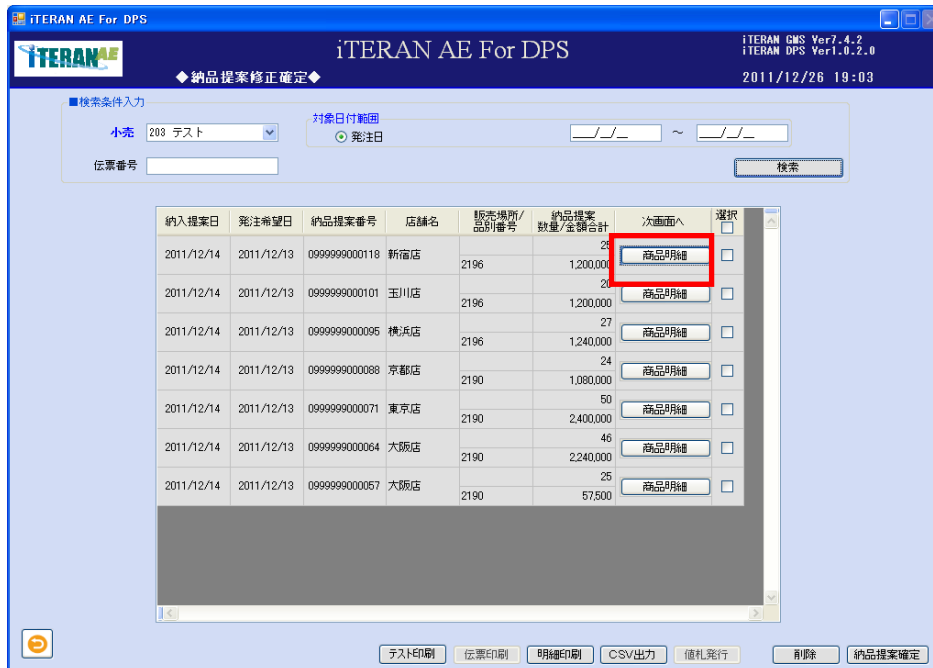 iTERAN AE For DPS
iTERAN AE
iTERAN AE For DPS
iTERAN GMS Ver7.4.2
iTERAN DPS Ver1.0.2.0
◆納品提案修正確定◆
2011/12/26 19:03
■検索条件入力
小売 203 テスト
対象日付範囲
発注日 __/_/__ ～ __/_/__
伝票番号
検索
納入提案日 発注希望日 納品提案番号 店舗名 販売場所/品別番号 納品提案数量/金額合計 次画面へ 選択
2011/12/14 2011/12/13 0999999000118 新宿店 2196 25 1,200,000 商品明細
2011/12/14 2011/12/13 0999999000101 玉川店 2196 20 1,200,000 商品明細
2011/12/14 2011/12/13 0999999000095 横浜店 2196 27 1,240,000 商品明細
2011/12/14 2011/12/13 0999999000088 京都店 2190 24 1,080,000 商品明細
2011/12/14 2011/12/13 0999999000071 東京店 2190 50 2,400,000 商品明細
2011/12/14 2011/12/13 0999999000064 大阪店 2190 46 2,240,000 商品明細
2011/12/14 2011/12/13 0999999000057 大阪店 2190 25 57,500 商品明細
テスト印刷 伝票印刷 明細印刷 CSV出力 値札発行 削除 納品提案確定